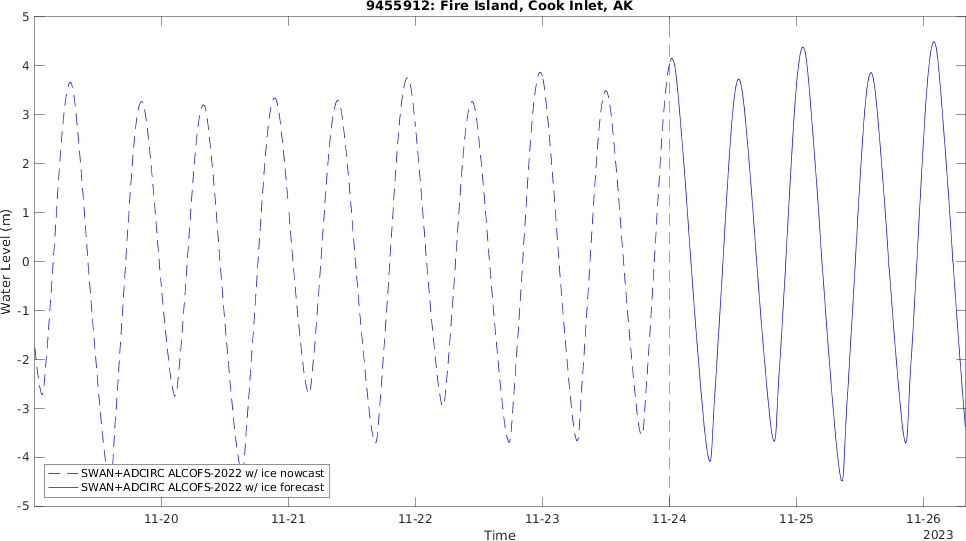 9455912: Fire Island, Cook Inlet, AK
5
4
3
2
1
0
-1
-2
-3
-4
-5
Water Level (m)
SWAN+ADCIRC ALCOFS-2022 w/ ice nowcast
SWAN+ADCIRC ALCOFS-2022 w/ ice forecast
11-20 11-21 11-22 11-23 11-24 11-25 11-26
Time
2023